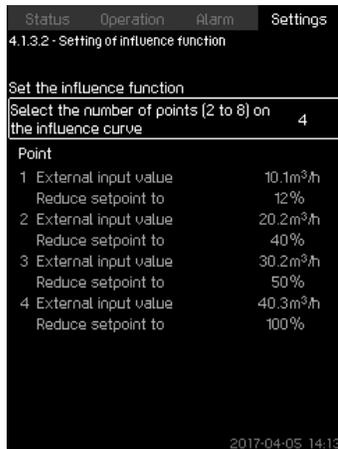 Status Operation Alarm Settings
4.1.3.2 - Setting of influence function
Set the influence function
Select the number of points (2 to 8) on
the influence curve 4
Point
1 External input value 10.1m³/h
Reduce setpoint to 12%
2 External input value 20.2m³/h
Reduce setpoint to 40%
3 External input value 30.2m³/h
Reduce setpoint to 50%
4 External input value 40.3m³/h
Reduce setpoint to 100%
2017-04-05 14:13